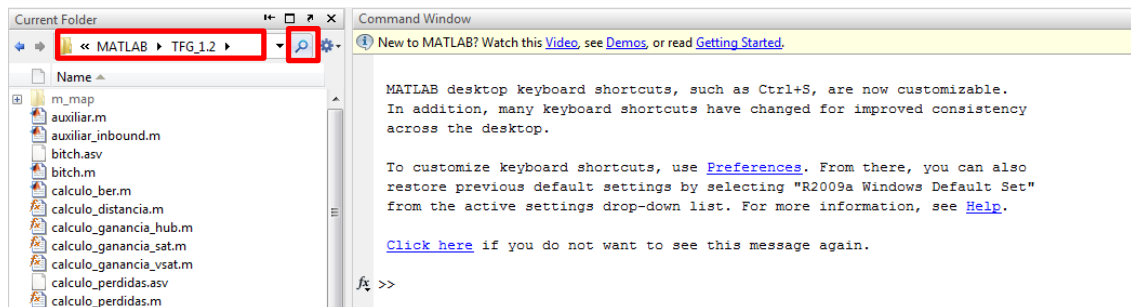 Current Folder
« MATLAB ▸ TFG_1.2 ▸
Name
m_map
auxiliar.m
auxiliar_inbound.m
bitch.asv
bitch.m
calculo_ber.m
calculo_distancia.m
calculo_ganancia_hub.m
calculo_ganancia_sat.m
calculo_ganancia_vsat.m
calculo_perdidas.asv
calculo_perdidas.m
Command Window
New to MATLAB? Watch this Video, see Demos, or read Getting Started.
MATLAB desktop keyboard shortcuts, such as Ctrl+S, are now customizable.
In addition, many keyboard shortcuts have changed for improved consistency
across the desktop.
To customize keyboard shortcuts, use Preferences. From there, you can also
restore previous default settings by selecting "R2009a Windows Default Set"
from the active settings drop-down list. For more information, see Help.
Click here if you do not want to see this message again.
fx >>